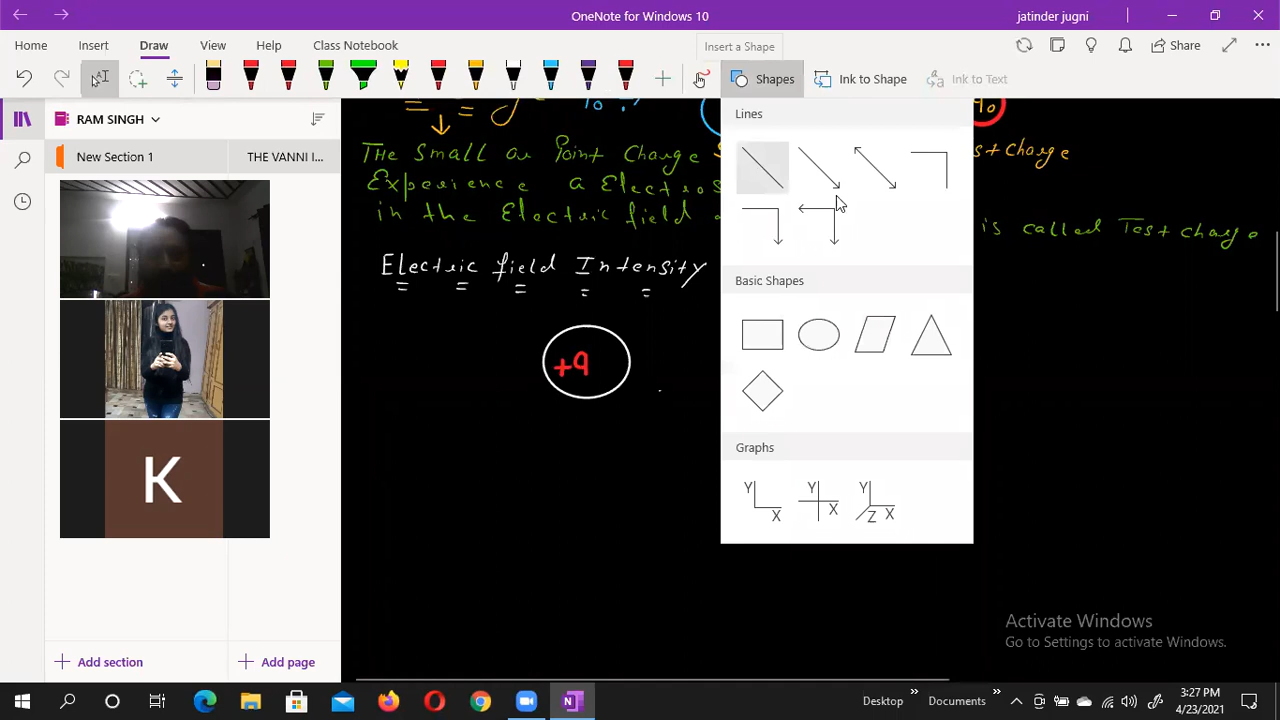 OneNote for Windows 10
jatinder jugni
Home Insert Draw View Help Class Notebook
Insert a Shape
Share
Shapes
Ink to Shape
Ink to Text
RAM SINGH
New Section 1
THE VANNI I...
Lines
Basic Shapes
Graphs
Y X
Y X
Y Z X
THE Small or Point Charge
st charge
Experience a Electros
in the Electric field
is called Test charge
Electric field Intensity
+q
K
Activate Windows
Go to Settings to activate Windows.
Add section
Add page
Desktop
Documents
3:27 PM
4/23/2021